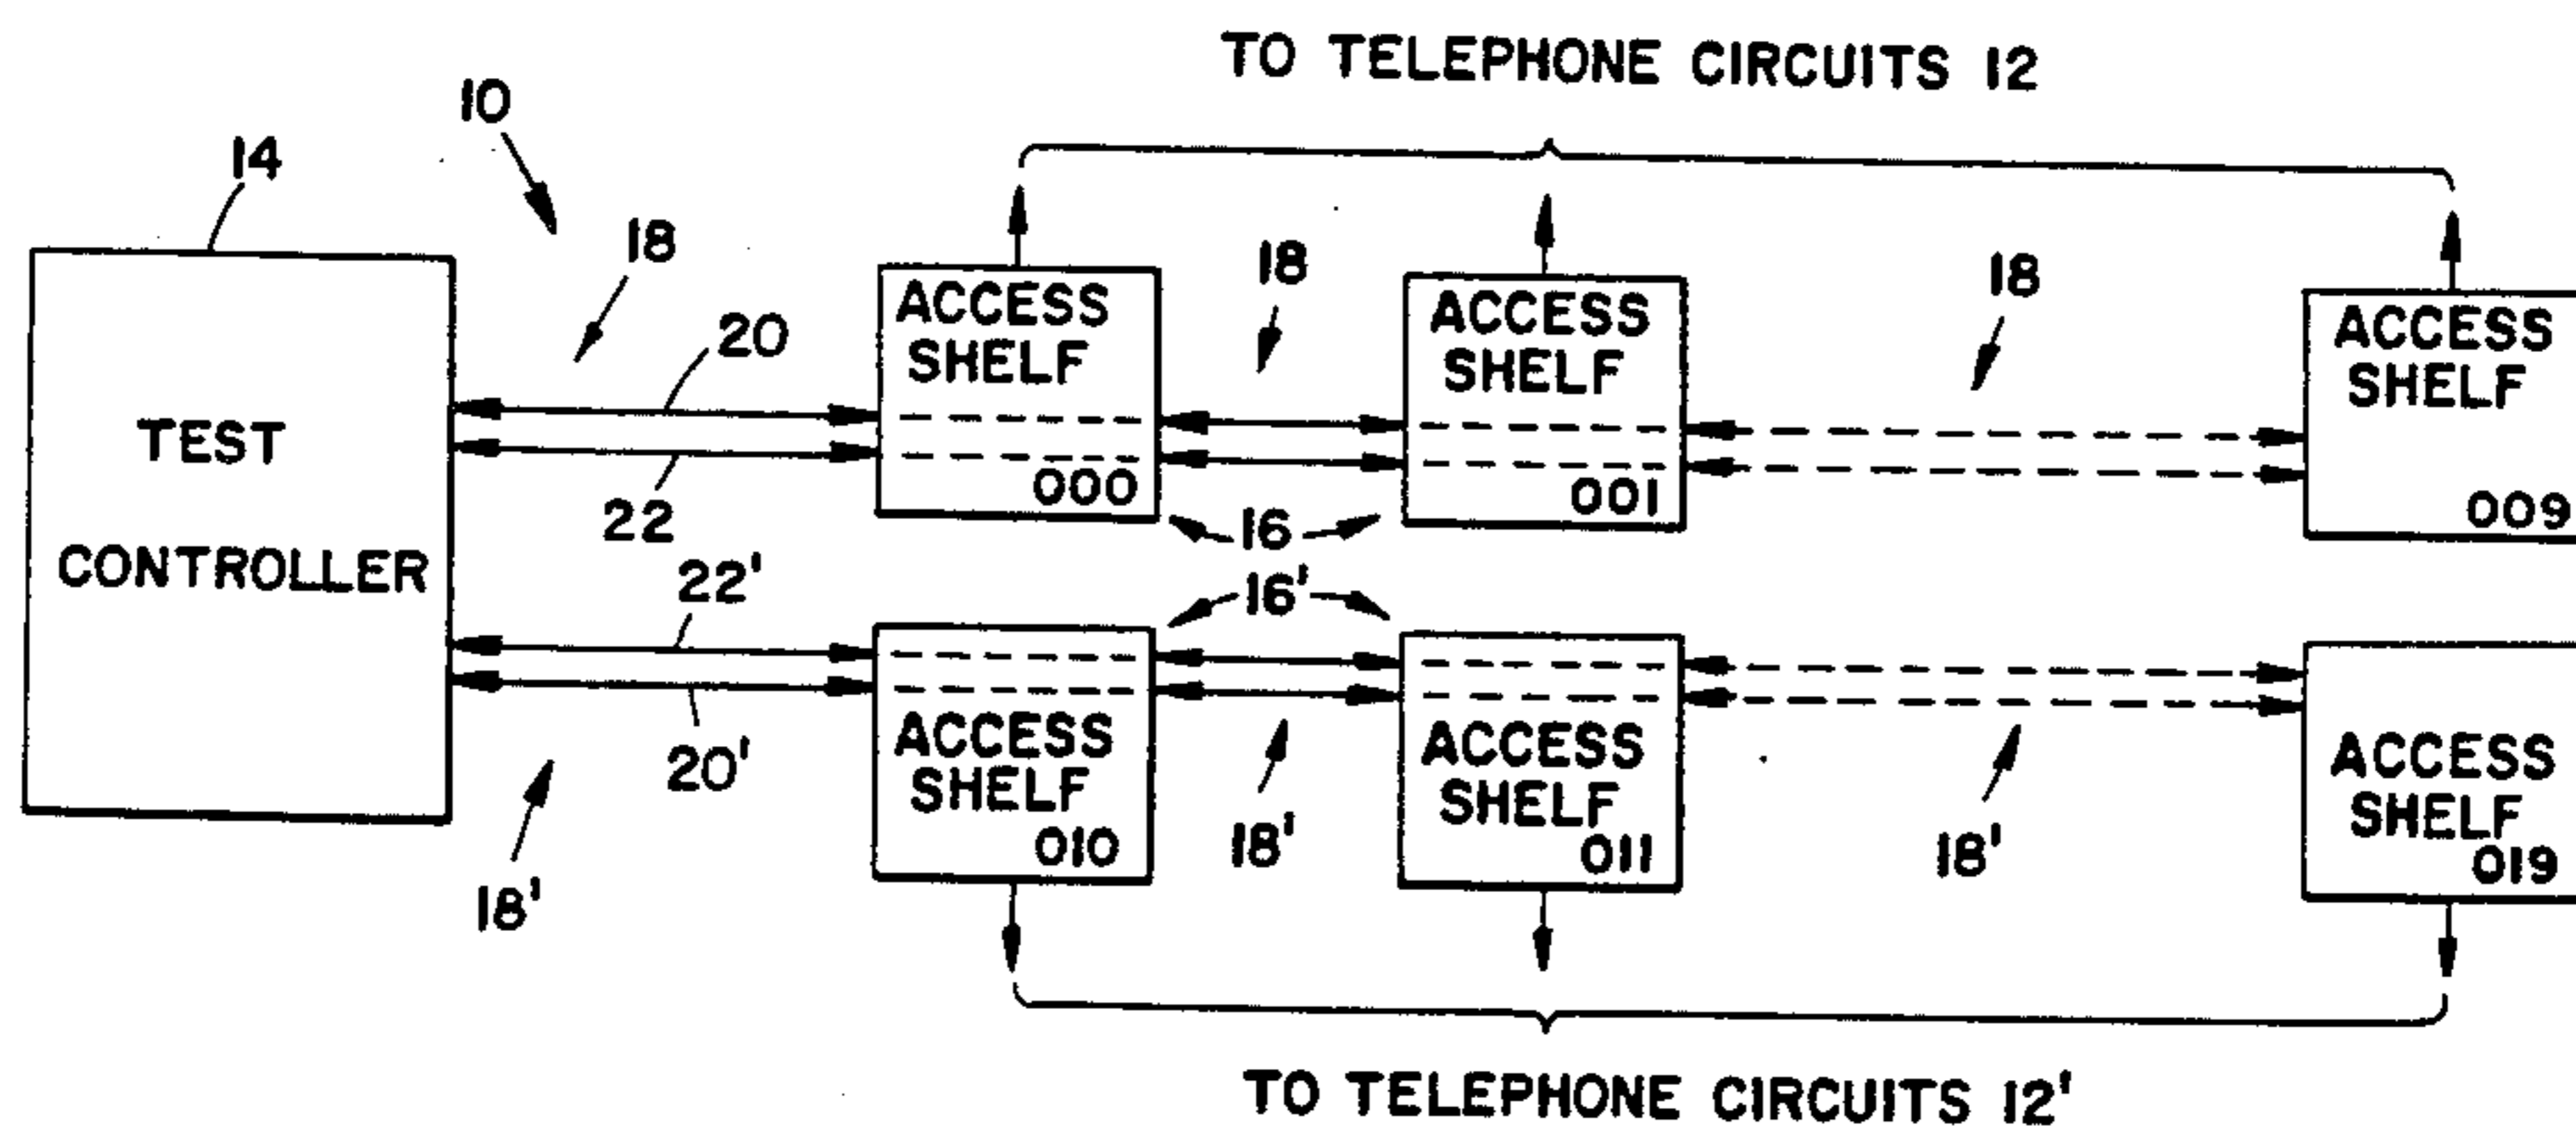 TO TELEPHONE CIRCUITS 12
10
14
18
18
18
20
ACCESS
SHELF
000
ACCESS
SHELF
001
ACCESS
SHELF
009
TEST
CONTROLLER
22
16
22'
16'
20'
ACCESS
SHELF
010
ACCESS
SHELF
011
ACCESS
SHELF
019
18'
18'
18'
TO TELEPHONE CIRCUITS 12'